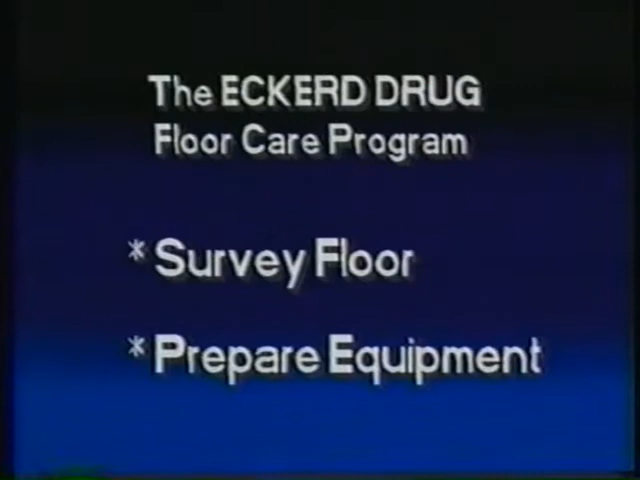 The ECKERD DRUG
Floor Care Program
* Survey Floor
* Prepare Equipment